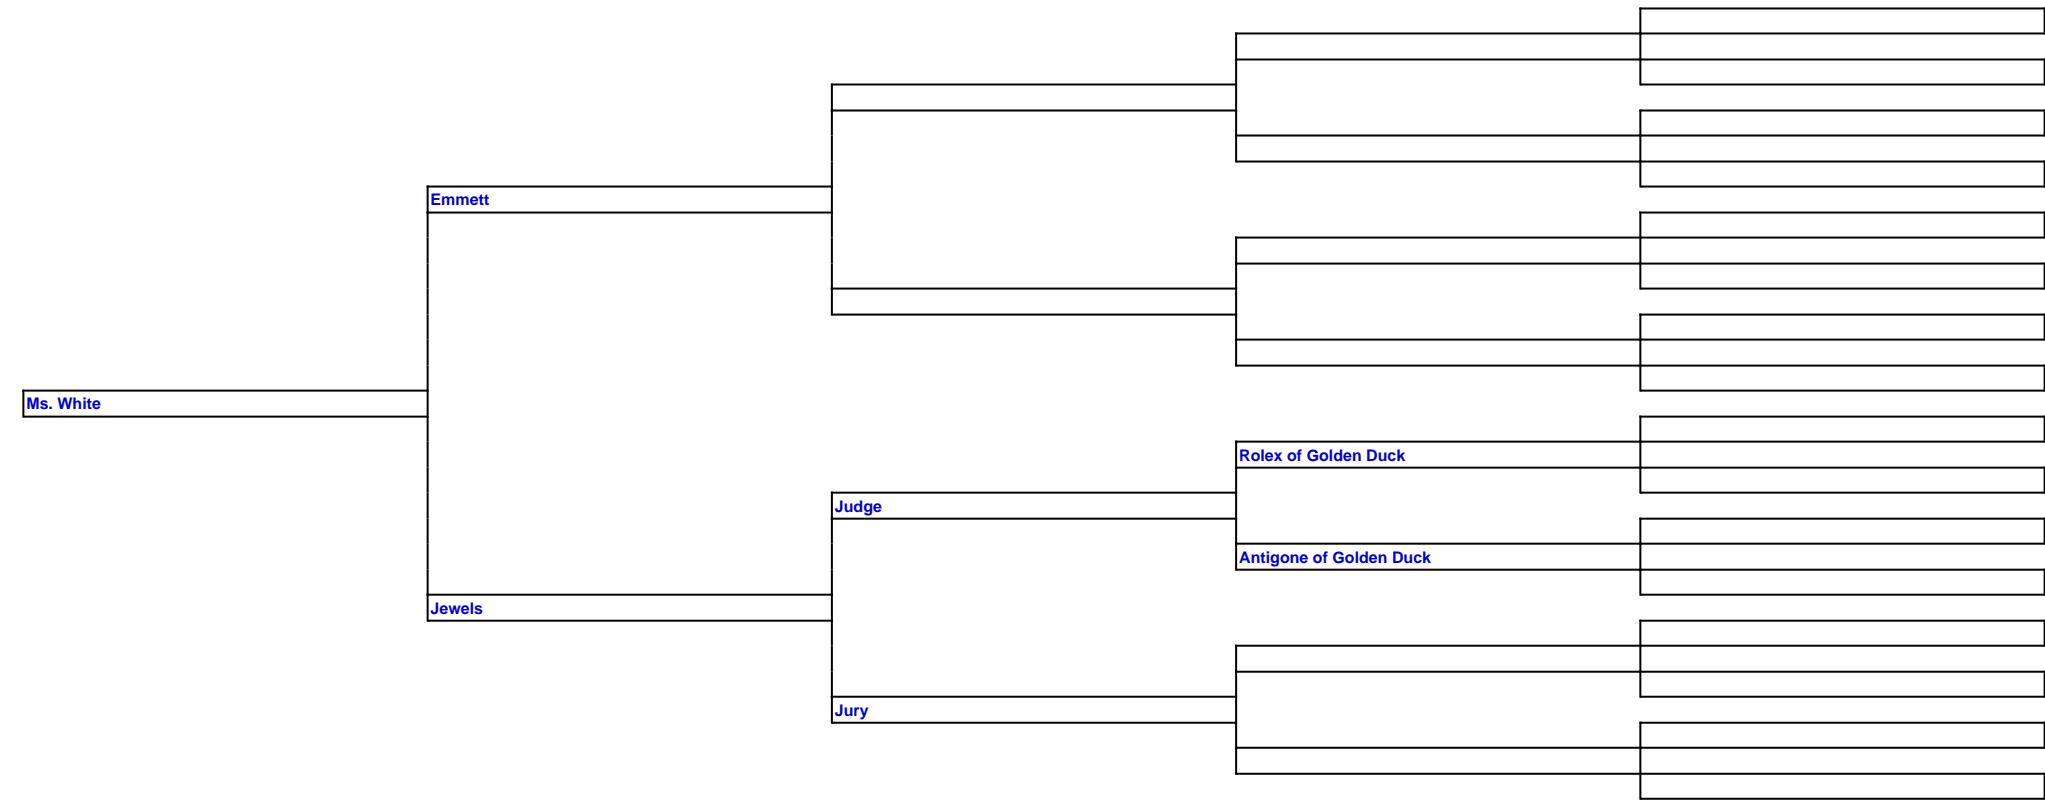 Emmett
Ms. White
Rolex of Golden Duck
Judge
Antigone of Golden Duck
Jewels
Jury